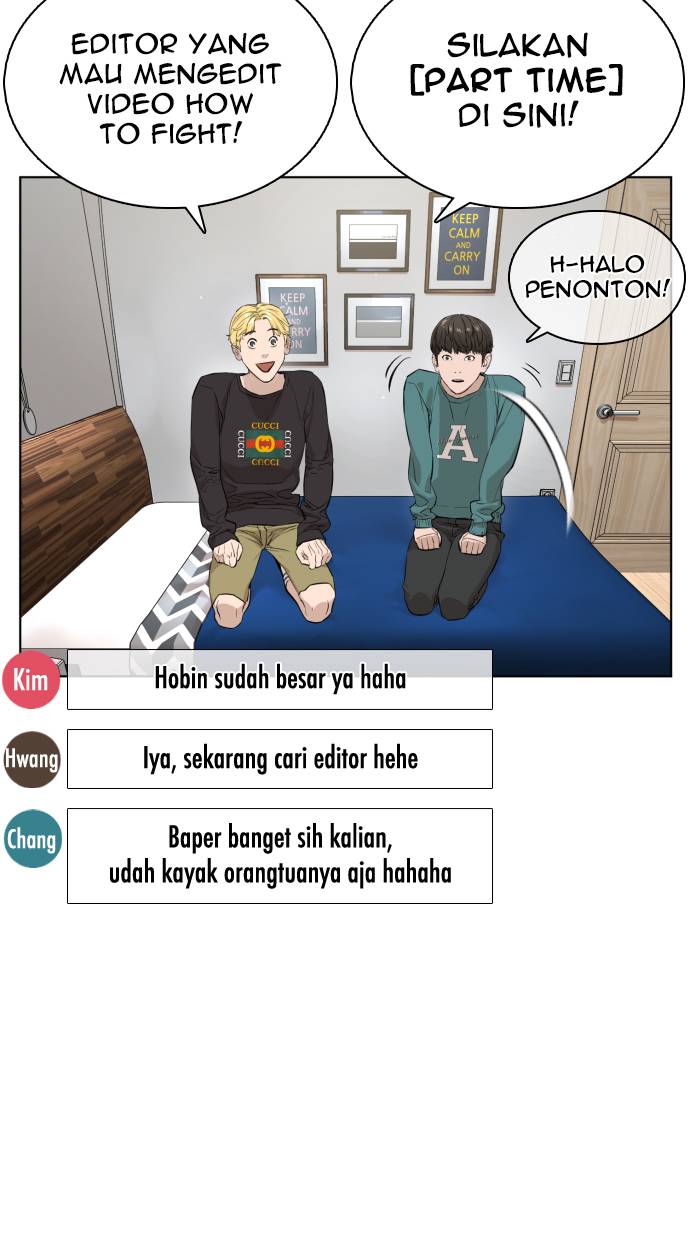 EDITOR YANG
MAU MENGEDIT
VIDEO HOW
TO FIGHT!
SILAKAN
[PART TIME]
DI SINI!
H-HALO
PENONTON!
KEEP
CALM
AND
CARRY
ON
KEEP
CALM
AND
CARRY
ON
CUCCI
CUCCI
CUCCI
CUCCI
A
Kim
Hobin sudah besar ya haha
Hwang
Iya, sekarang cari editor hehe
Chang
Baper banget sih kalian,
udah kayak orangtuanya aja hahaha